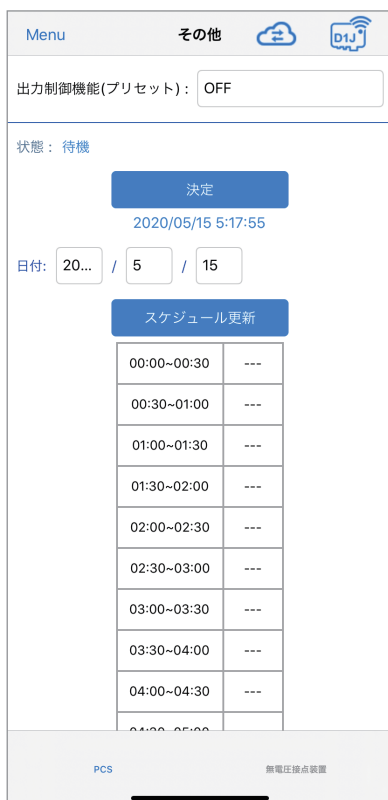 Menu その他 D1J
出力制御機能(プリセット) : OFF
状態 : 待機
決定
2020/05/15 5:17:55
日付: 20... / 5 / 15
スケジュール更新
00:00~00:30 ---
00:30~01:00 ---
01:00~01:30 ---
01:30~02:00 ---
02:00~02:30 ---
02:30~03:00 ---
03:00~03:30 ---
03:30~04:00 ---
04:00~04:30 ---
PCS 無電圧接点装置